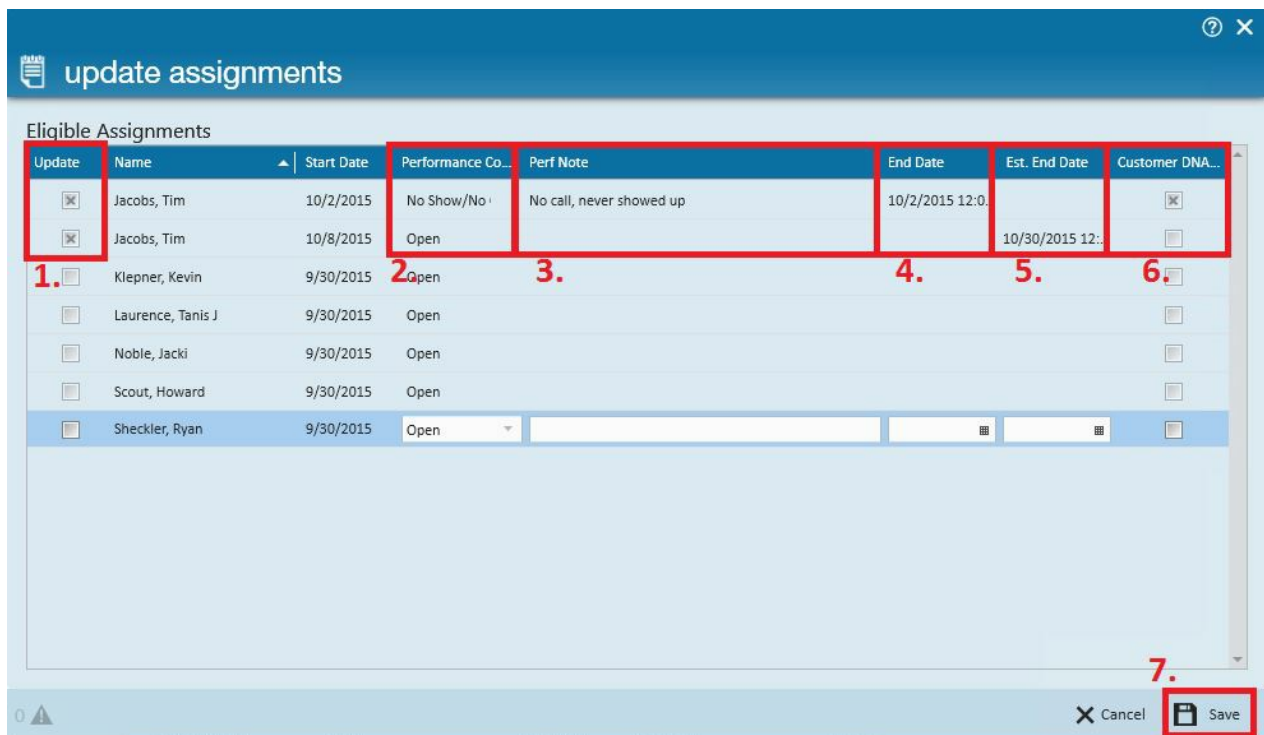 update assignments
Eligible Assignments
Update Name Start Date Performance Co... Perf Note End Date Est. End Date Customer DNA...
Jacobs, Tim 10/2/2015 No Show/No No call, never showed up 10/2/2015 12:0.
Jacobs, Tim 10/8/2015 Open 10/30/2015 12:.
1. 2. 3. 4. 5. 6.
Klepner, Kevin 9/30/2015 Open
Laurence, Tanis J 9/30/2015 Open
Noble, Jacki 9/30/2015 Open
Scout, Howard 9/30/2015 Open
Sheckler, Ryan 9/30/2015 Open
7.
0 Cancel Save